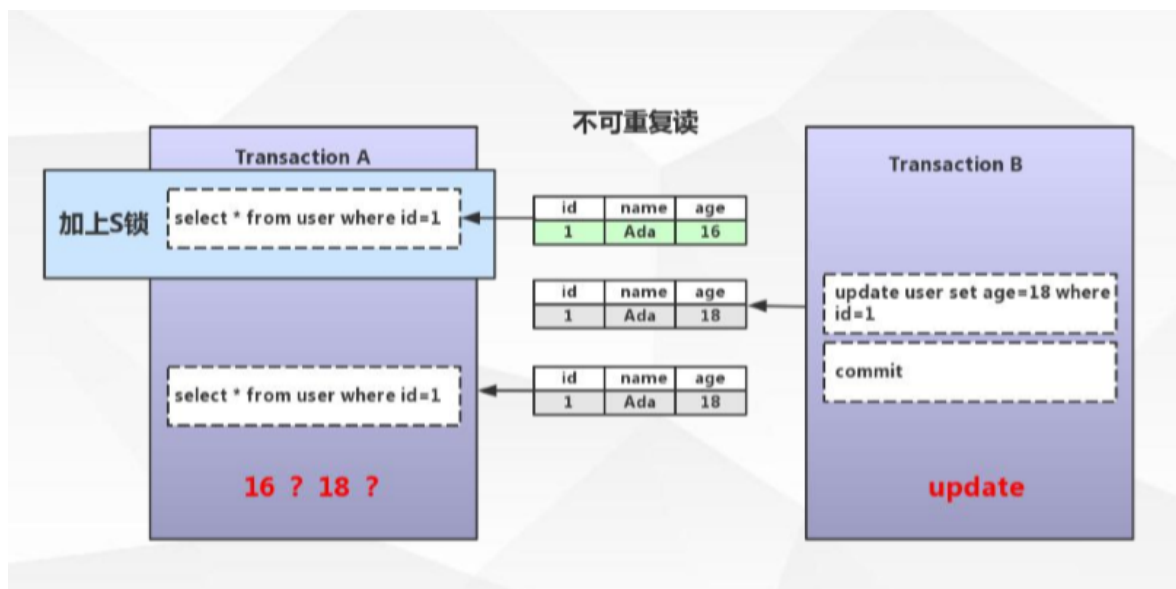 不可重复读
Transaction A
加上S锁
select * from user where id=1
id name age
1 Ada 16
id name age
1 Ada 18
select * from user where id=1
id name age
1 Ada 18
16 ? 18 ?
Transaction B
update user set age=18 where
id=1
commit
update